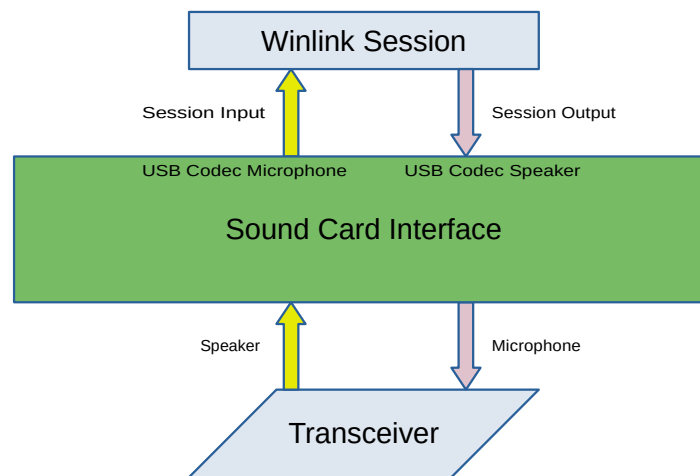 Winlink Session
Session Input
Session Output
USB Codec Microphone
USB Codec Speaker
Sound Card Interface
Speaker
Microphone
Transceiver